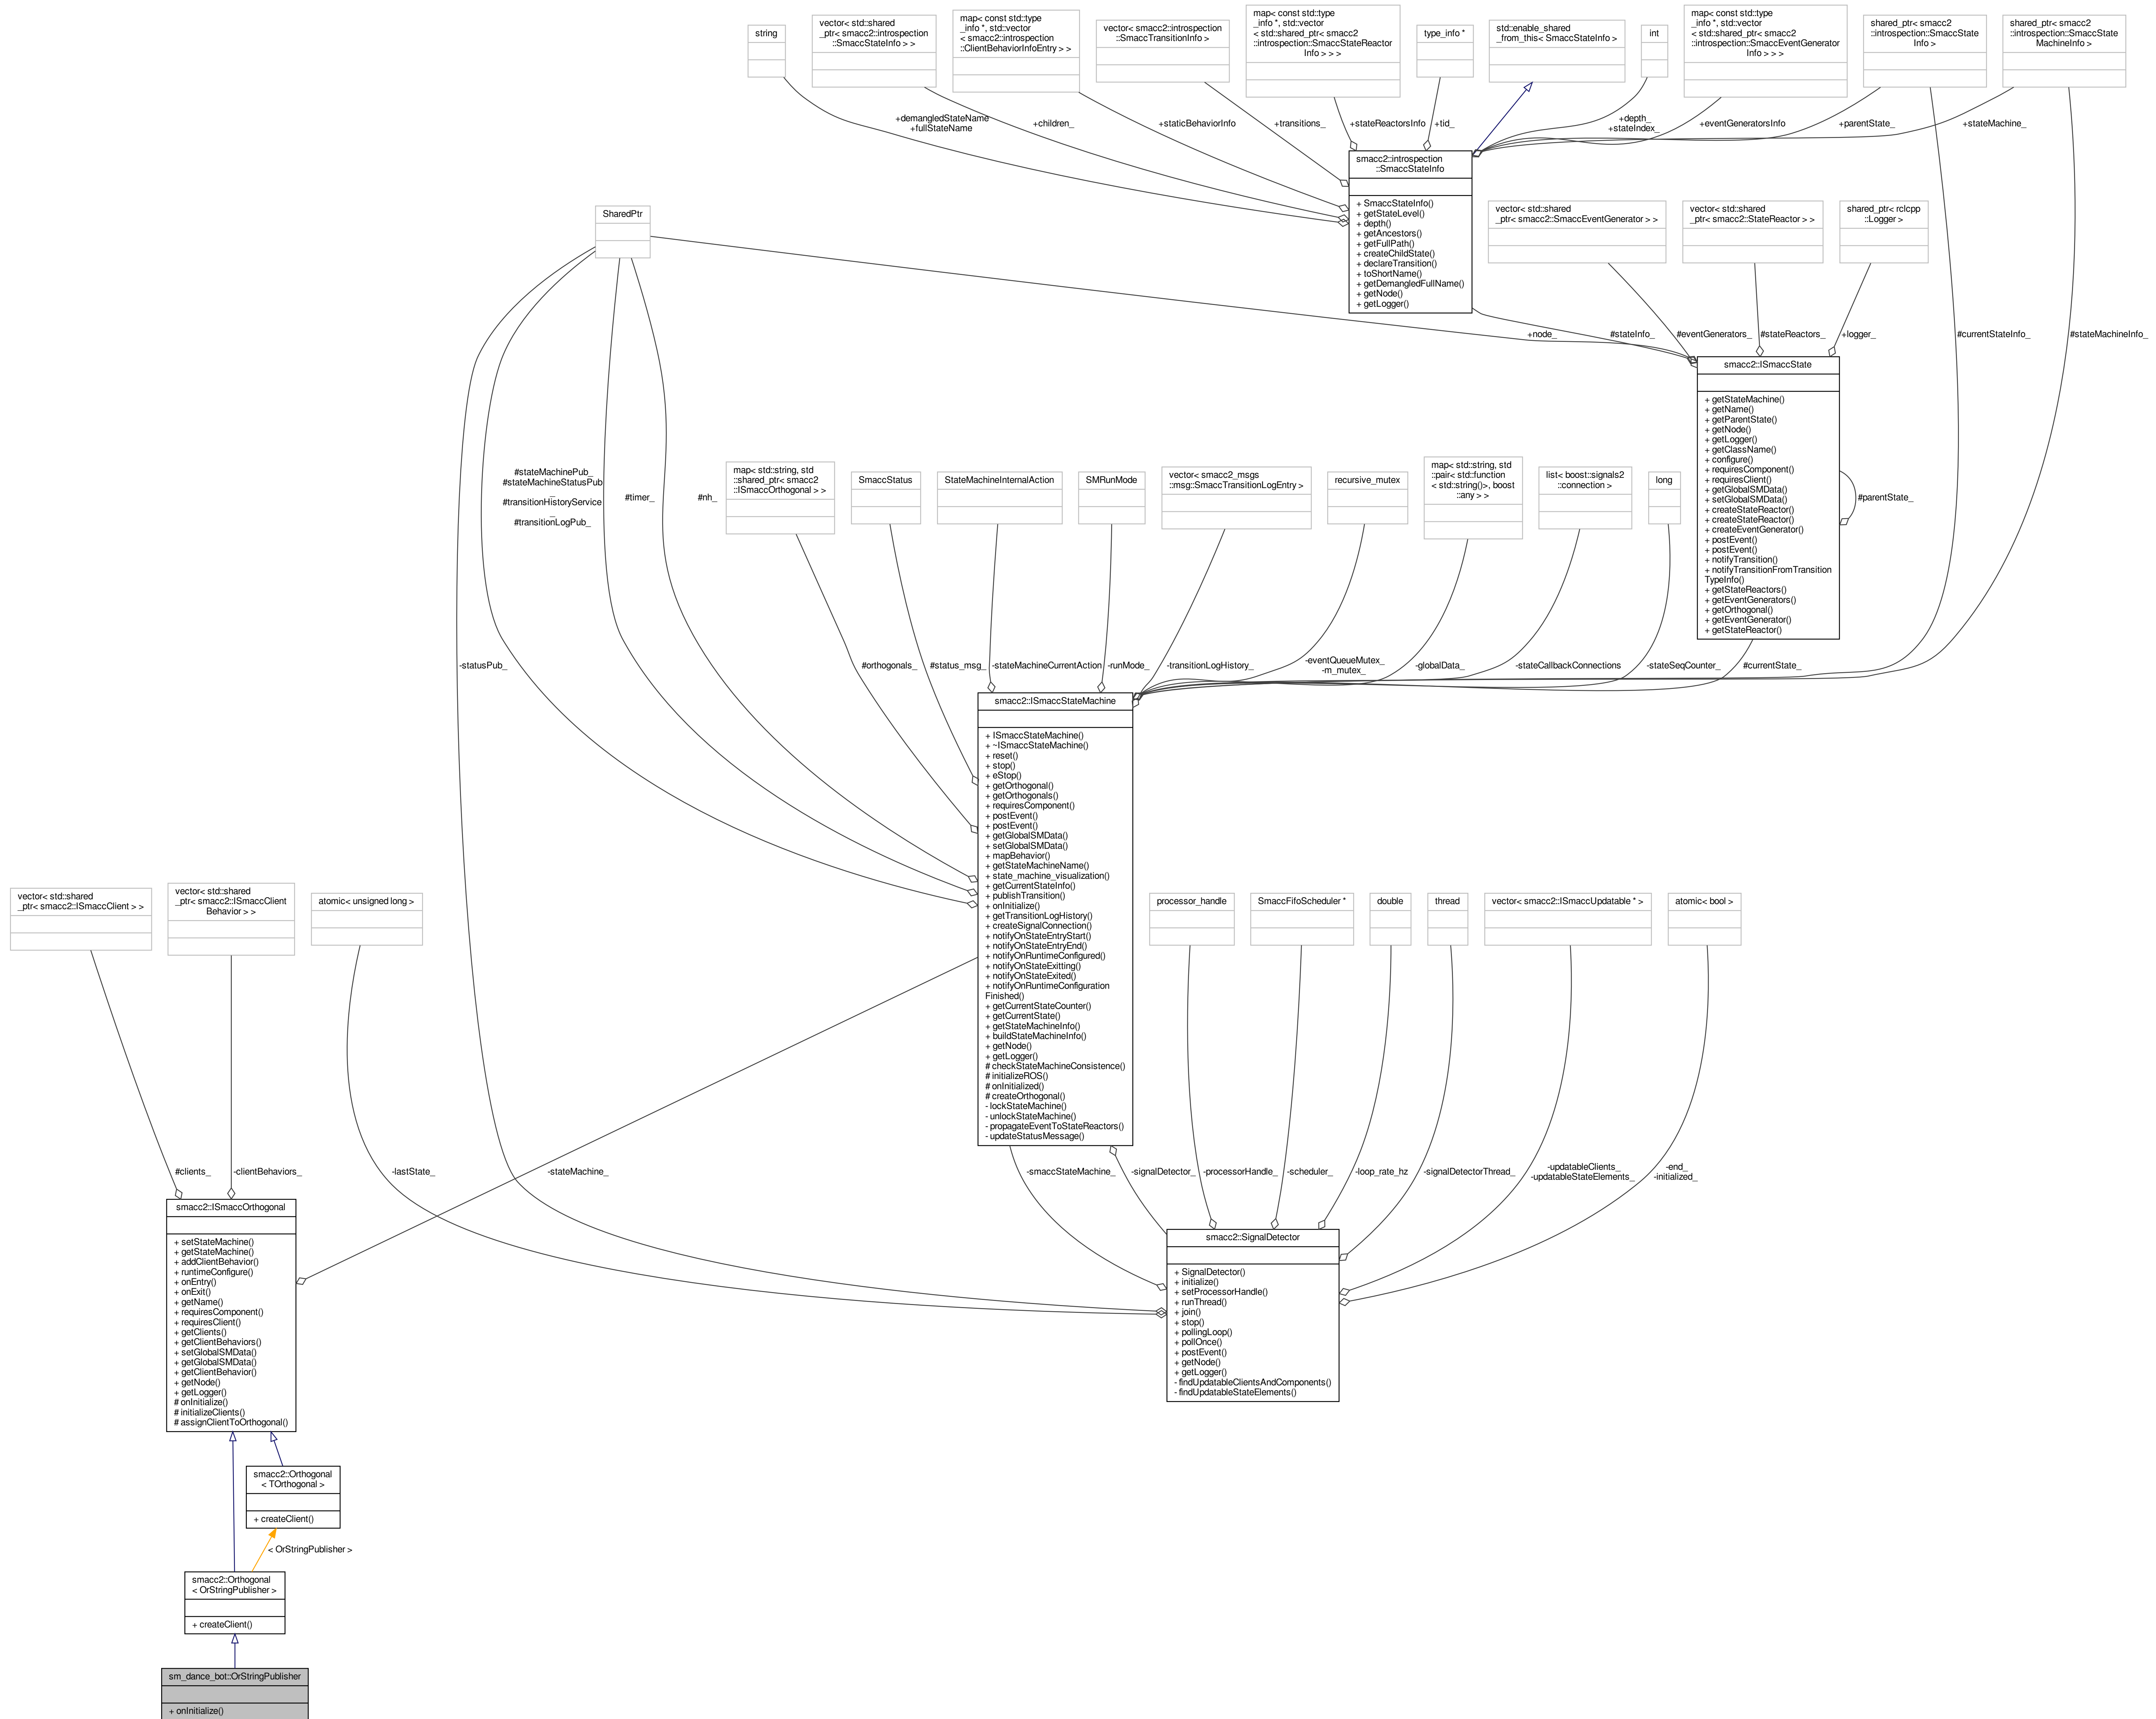 string
vector< std::shared
_ptr< smacc2::introspection
::SmaccStateInfo > >
map< const std::type
_info *, std::vector
< smacc2::introspection
::ClientBehaviorInfoEntry > >
vector< smacc2::introspection
::SmaccTransitionInfo >
map< const std::type
_info *, std::vector
< std::shared_ptr< smacc2
::introspection::SmaccStateReactor
Info > > >
type_info *
std::enable_shared
_from_this< SmaccStateInfo >
int
map< const std::type
_info *, std::vector
< std::shared_ptr< smacc2
::introspection::SmaccEventGenerator
Info > > >
shared_ptr< smacc2
::introspection::SmaccState
Info >
shared_ptr< smacc2
::introspection::SmaccState
MachineInfo >
+demangledStateName
+fullStateName
+children_
+staticBehaviorInfo
+transitions_
+stateReactorsInfo
+tid_
+depth_
+stateIndex_
+eventGeneratorsInfo
+parentState_
+stateMachine_
smacc2::introspection
::SmaccStateInfo
+ SmaccStateInfo()
+ getStateLevel()
+ depth()
+ getAncestors()
+ getFullPath()
+ createChildState()
+ declareTransition()
+ toShortName()
+ getDemangledFullName()
+ getNode()
+ getLogger()
SharedPtr
vector< std::shared
_ptr< smacc2::SmaccEventGenerator > >
vector< std::shared
_ptr< smacc2::StateReactor > >
shared_ptr< rclcpp
::Logger >
+node_
#stateInfo_
#eventGenerators_
#stateReactors_
+logger_
#currentStateInfo_
#stateMachineInfo_
smacc2::ISmaccState
+ getStateMachine()
+ getName()
+ getParentState()
+ getNode()
+ getLogger()
+ getClassName()
+ configure()
+ requiresComponent()
+ requiresClient()
+ getGlobalSMData()
+ setGlobalSMData()
+ createStateReactor()
+ createStateReactor()
+ createEventGenerator()
+ postEvent()
+ postEvent()
+ notifyTransition()
+ notifyTransitionFromTransition
TypeInfo()
+ getStateReactors()
+ getEventGenerators()
+ getOrthogonal()
+ getEventGenerator()
+ getStateReactor()
#parentState_
#stateMachinePub_
#stateMachineStatusPub
_
#transitionHistoryService
_
#transitionLogPub_
#timer_
#nh_
map< std::string, std
::shared_ptr< smacc2
::ISmaccOrthogonal > >
SmaccStatus
StateMachineInternalAction
SMRunMode
vector< smacc2_msgs
::msg::SmaccTransitionLogEntry >
recursive_mutex
map< std::string, std
::pair< std::function
< std::string()>, boost
::any > >
list< boost::signals2
::connection >
long
-statusPub_
#orthogonals_
#status_msg_
-stateMachineCurrentAction
-runMode_
-transitionLogHistory_
-eventQueueMutex_
-m_mutex_
-globalData_
-stateCallbackConnections
-stateSeqCounter_
#currentState_
smacc2::ISmaccStateMachine
+ ISmaccStateMachine()
+ ~ISmaccStateMachine()
+ reset()
+ stop()
+ eStop()
+ getOrthogonal()
+ getOrthogonals()
+ requiresComponent()
+ postEvent()
+ postEvent()
+ getGlobalSMData()
+ setGlobalSMData()
+ mapBehavior()
+ getStateMachineName()
+ state_machine_visualization()
+ getCurrentStateInfo()
+ publishTransition()
+ onInitialize()
+ getTransitionLogHistory()
+ createSignalConnection()
+ notifyOnStateEntryStart()
+ notifyOnStateEntryEnd()
+ notifyOnRuntimeConfigured()
+ notifyOnStateExitting()
+ notifyOnStateExited()
+ notifyOnRuntimeConfiguration
Finished()
+ getCurrentStateCounter()
+ getCurrentState()
+ getStateMachineInfo()
+ buildStateMachineInfo()
+ getNode()
+ getLogger()
# checkStateMachineConsistence()
# initializeROS()
# onInitialized()
# createOrthogonal()
- lockStateMachine()
- unlockStateMachine()
- propagateEventToStateReactors()
- updateStatusMessage()
vector< std::shared
_ptr< smacc2::ISmaccClient > >
vector< std::shared
_ptr< smacc2::ISmaccClient
Behavior > >
atomic< unsigned long >
processor_handle
SmaccFifoScheduler *
double
thread
vector< smacc2::ISmaccUpdatable * >
atomic< bool >
#clients_
-clientBehaviors_
-lastState_
-stateMachine_
-smaccStateMachine_
-signalDetector_
-processorHandle_
-scheduler_
-loop_rate_hz
-signalDetectorThread_
-updatableClients_
-updatableStateElements_
-end_
-initialized_
smacc2::ISmaccOrthogonal
+ setStateMachine()
+ getStateMachine()
+ addClientBehavior()
+ runtimeConfigure()
+ onEntry()
+ onExit()
+ getName()
+ requiresComponent()
+ requiresClient()
+ getClients()
+ getClientBehaviors()
+ setGlobalSMData()
+ getGlobalSMData()
+ getClientBehavior()
+ getNode()
+ getLogger()
# onInitialize()
# initializeClients()
# assignClientToOrthogonal()
smacc2::SignalDetector
+ SignalDetector()
+ initialize()
+ setProcessorHandle()
+ runThread()
+ join()
+ stop()
+ pollingLoop()
+ pollOnce()
+ postEvent()
+ getNode()
+ getLogger()
- findUpdatableClientsAndComponents()
- findUpdatableStateElements()
smacc2::Orthogonal
< TOrthogonal >
+ createClient()
< OrStringPublisher >
smacc2::Orthogonal
< OrStringPublisher >
+ createClient()
sm_dance_bot::OrStringPublisher
+ onInitialize()